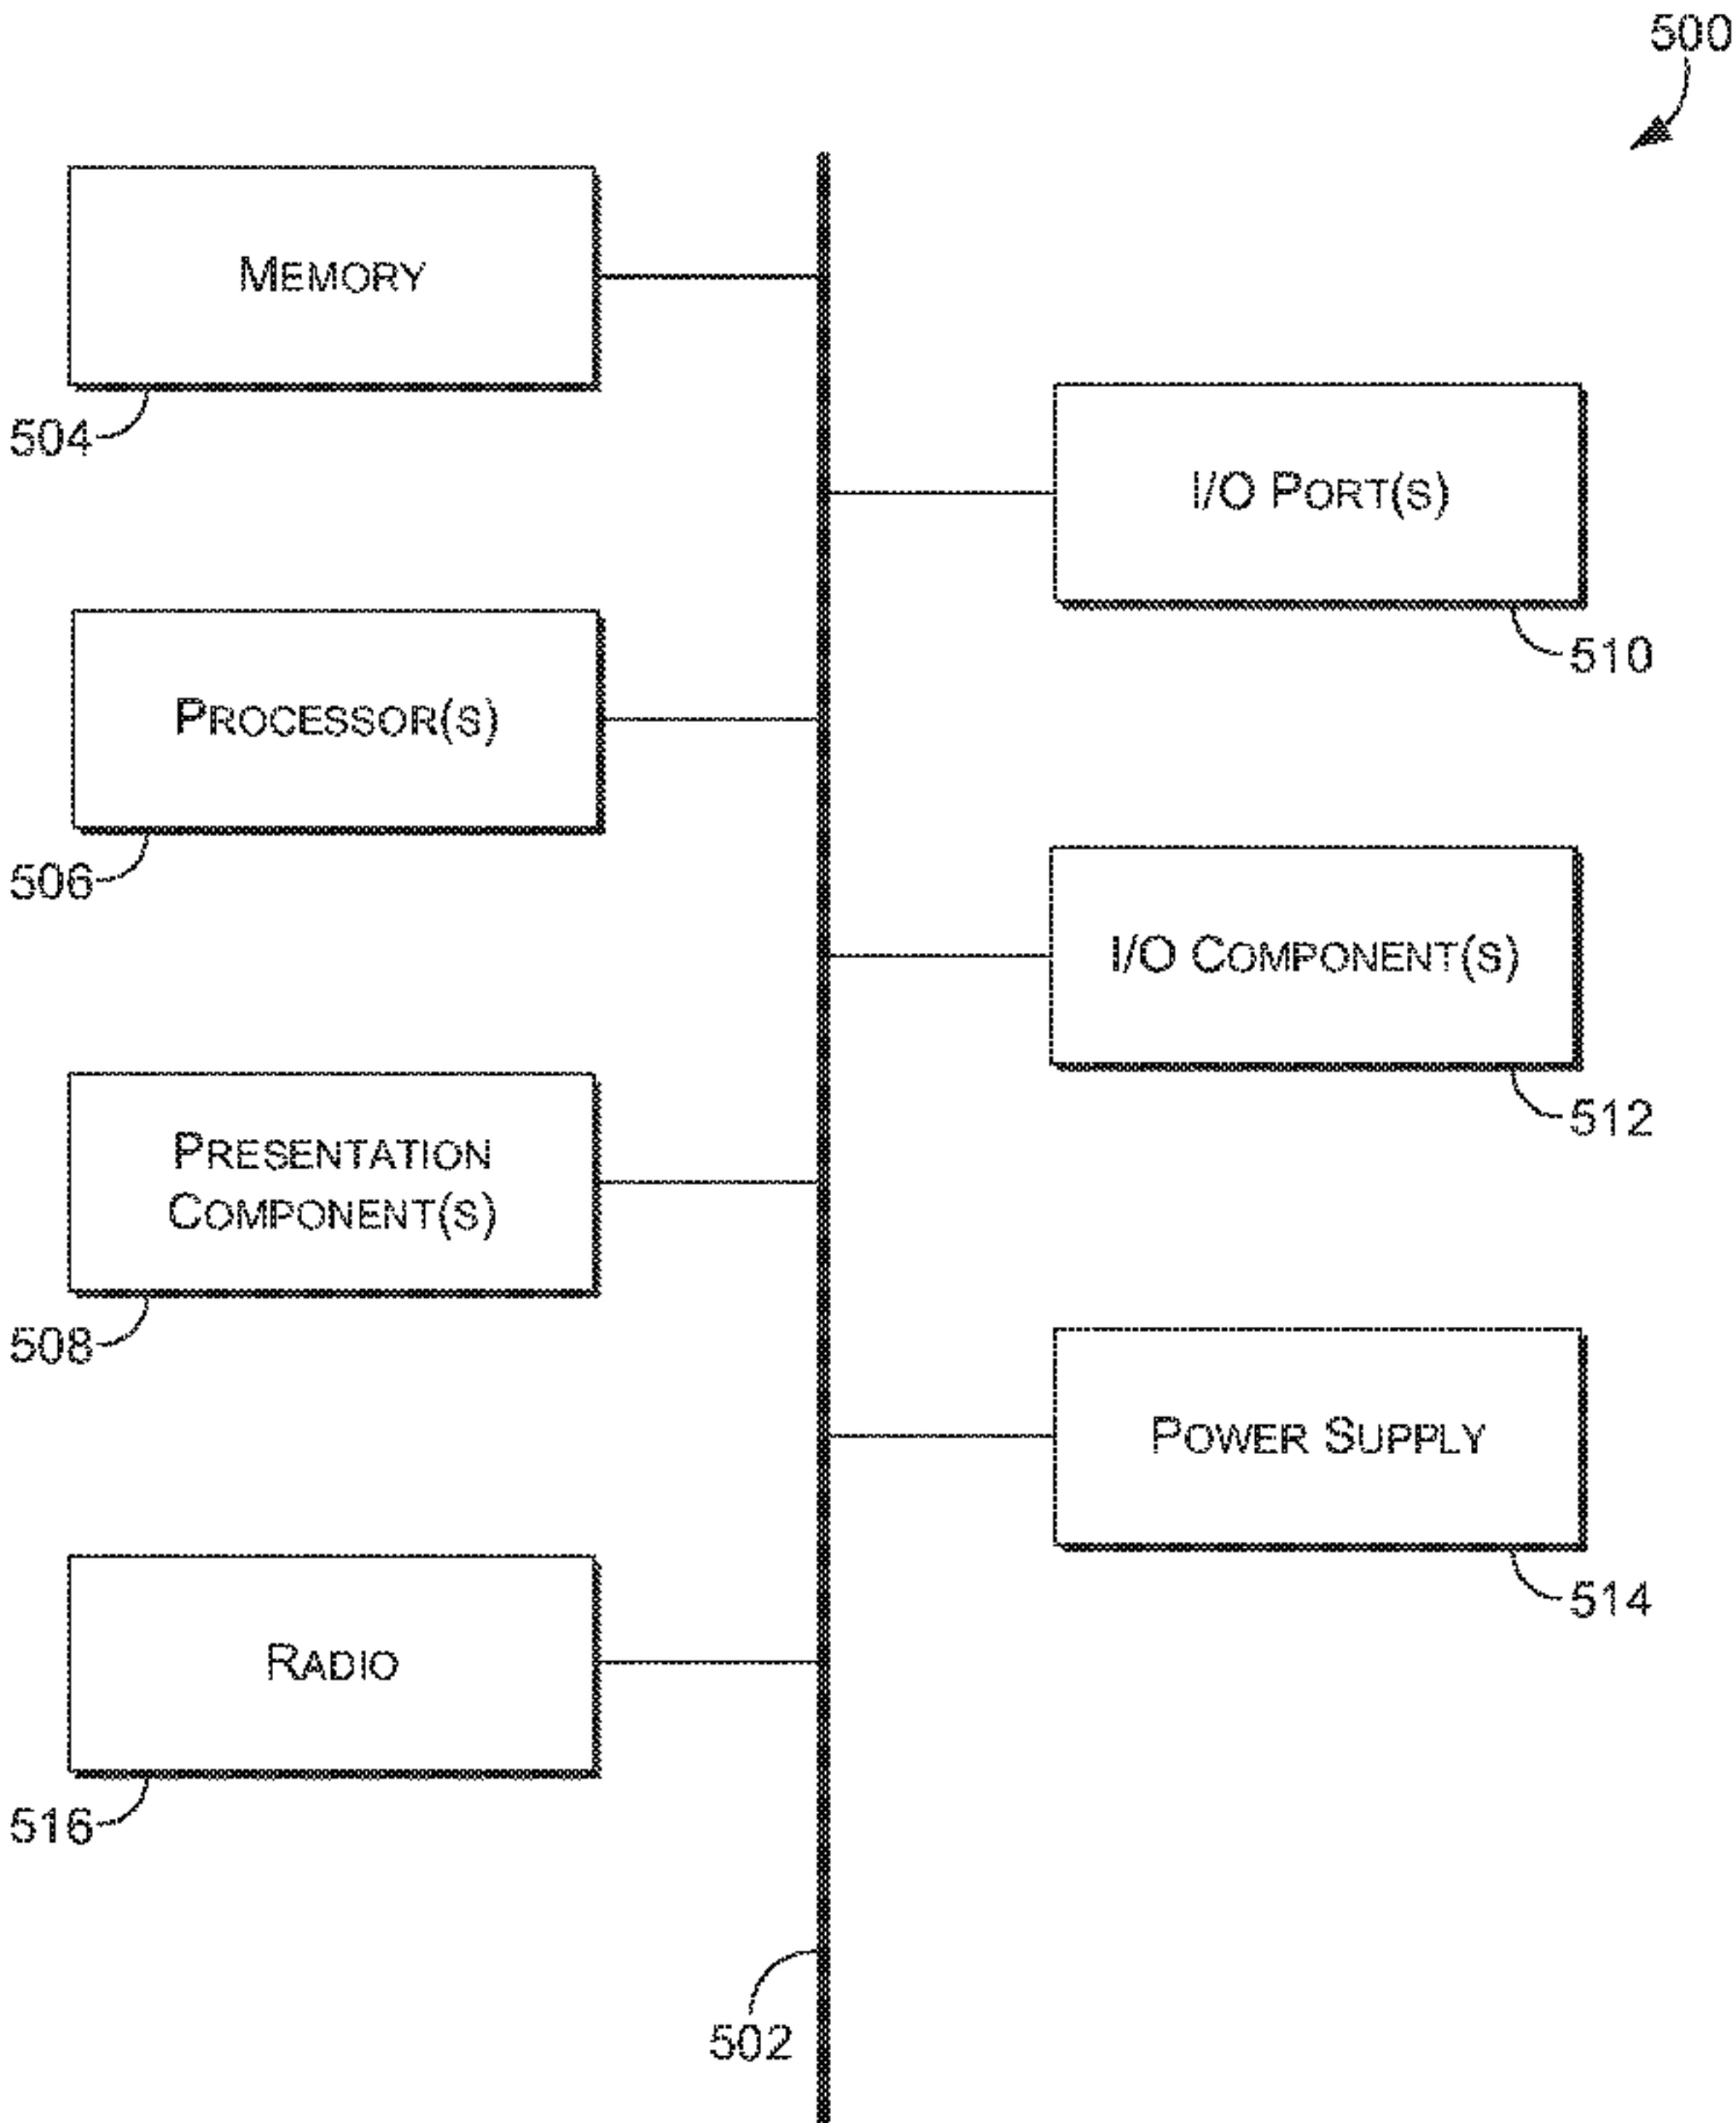 500
MEMORY
504
I/O PORT(S)
510
PROCESSOR(S)
506
I/O COMPONENT(S)
512
PRESENTATION
COMPONENT(S)
508
POWER SUPPLY
514
RADIO
516
502